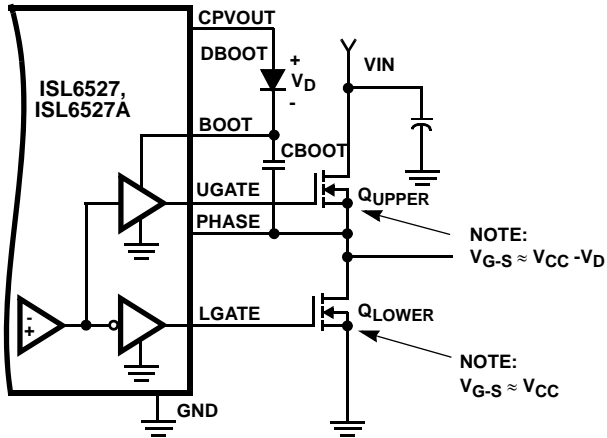 CPVOUT
DBOOT
+
VD
-
VIN
ISL6527,
ISL6527A
BOOT
CBOOT
UGATE
QUPPER
PHASE
NOTE:
VG-S ≈ VCC -VD
-
+
LGATE
QLOWER
NOTE:
VG-S ≈ VCC
GND